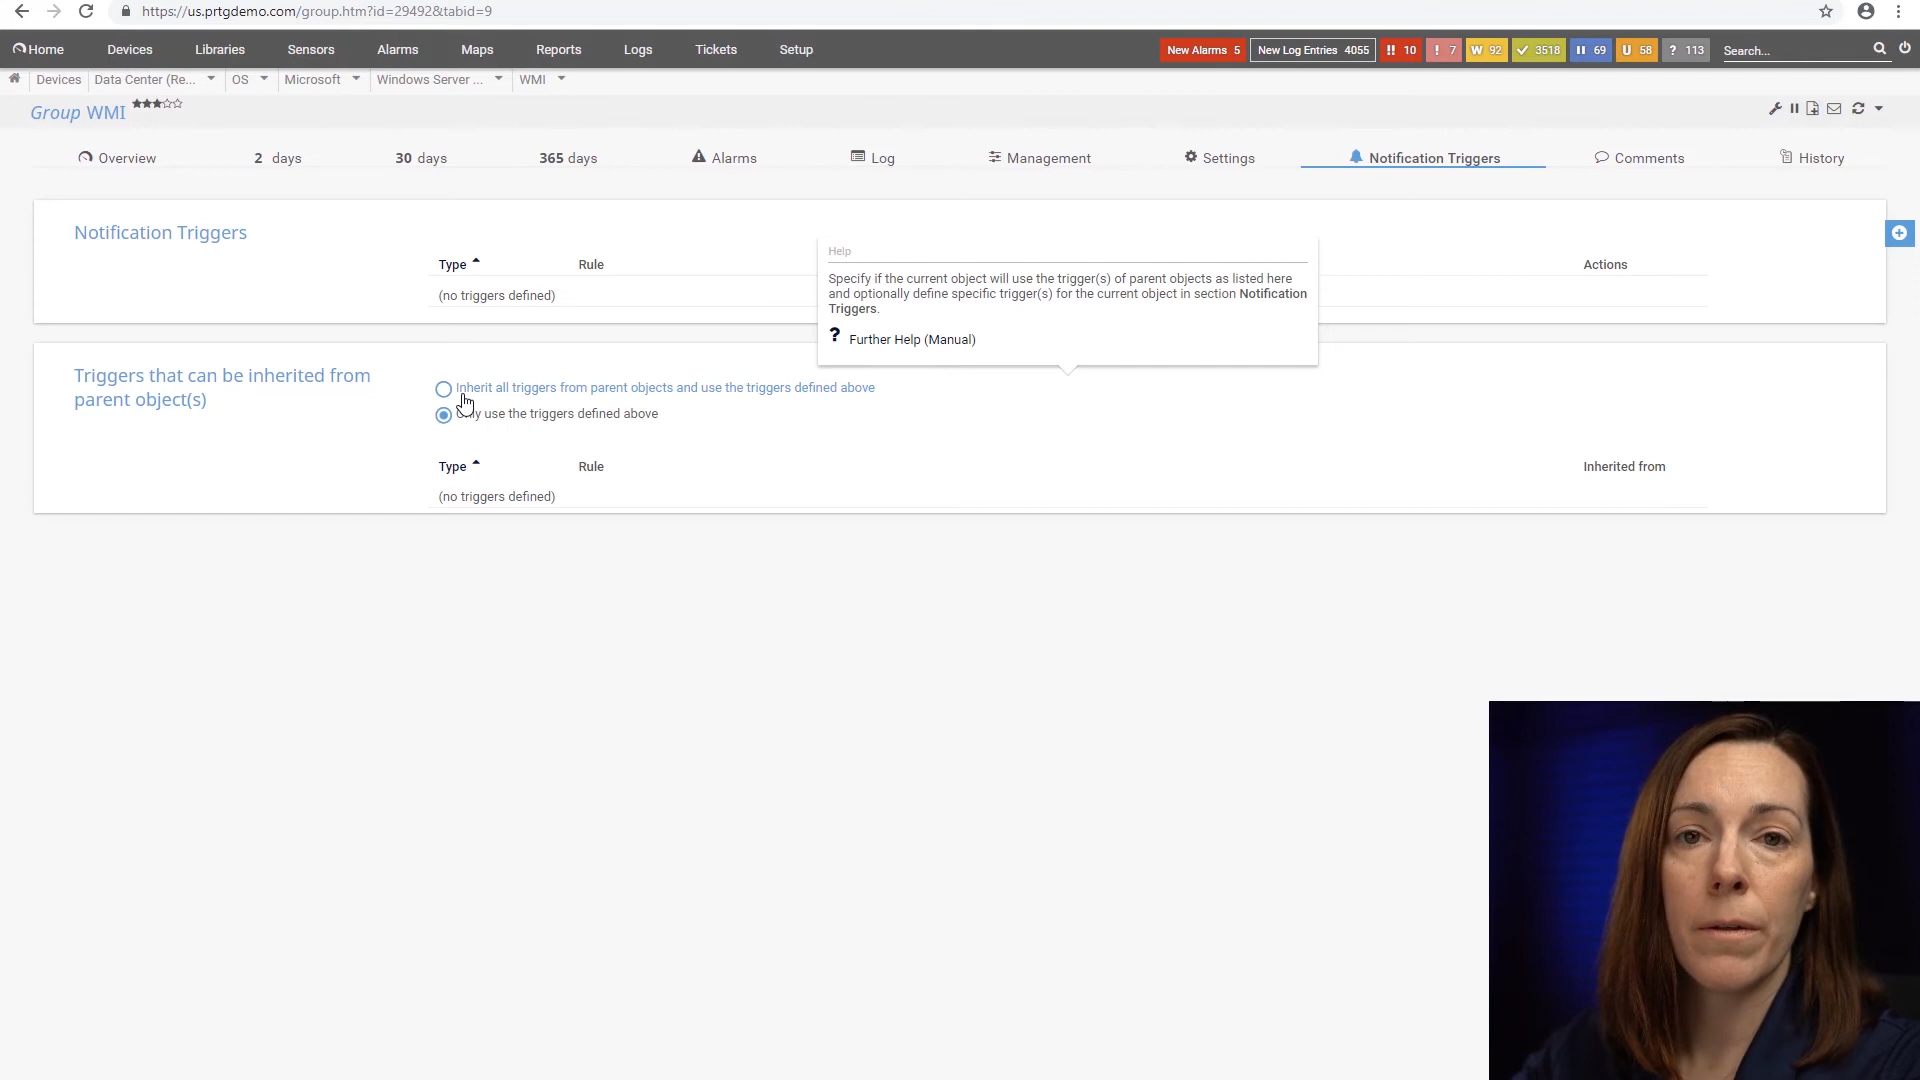 https://us.prtgdemo.com/group.htm?id=29492&tabid=9
Home Devices Libraries Sensors Alarms Maps Reports Logs Tickets Setup New Alarms 5 New Log Entries 4055 !! 10 ! 7 W 92 3518 69 U 58 ? 113 Search...
Devices Data Center (Re... OS Microsoft Windows Server ... WMI
Group WMI
Overview 2 days 30 days 365 days Alarms Log Management Settings Notification Triggers Comments History
Notification Triggers
Type Rule Actions
(no triggers defined)
Help
Specify if the current object will use the trigger(s) of parent objects as listed here
and optionally define specific trigger(s) for the current object in section Notification
Triggers.
? Further Help (Manual)
Triggers that can be inherited from
parent object(s)
Inherit all triggers from parent objects and use the triggers defined above
Only use the triggers defined above
Type Rule Inherited from
(no triggers defined)